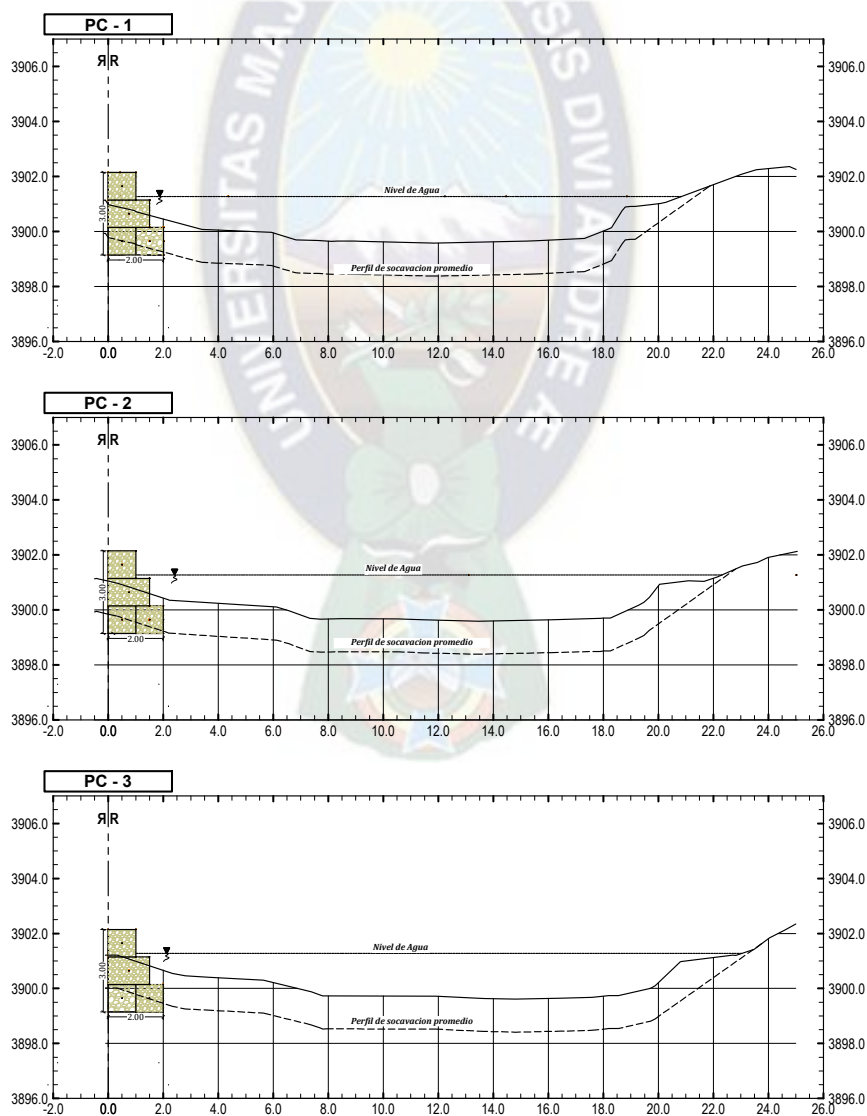 PC - 1
3906.0 3906.0
ЯR
3904.0 3904.0
3902.0 3902.0
Nivel de Agua
3.00
3900.0 3900.0
2.00
Perfil de socavacion promedio
3898.0 3898.0
3896.0 3896.0
-2.0 0.0 2.0 4.0 6.0 8.0 10.0 12.0 14.0 16.0 18.0 20.0 22.0 24.0 26.0
PC - 2
3906.0 3906.0
ЯR
3904.0 3904.0
3902.0 3902.0
Nivel de Agua
3.00
3900.0 3900.0
2.00
Perfil de socavacion promedio
3898.0 3898.0
3896.0 3896.0
-2.0 0.0 2.0 4.0 6.0 8.0 10.0 12.0 14.0 16.0 18.0 20.0 22.0 24.0 26.0
PC - 3
3906.0 3906.0
ЯR
3904.0 3904.0
3902.0 3902.0
Nivel de Agua
3.00
3900.0 3900.0
2.00
Perfil de socavacion promedio
3898.0 3898.0
3896.0 3896.0
-2.0 0.0 2.0 4.0 6.0 8.0 10.0 12.0 14.0 16.0 18.0 20.0 22.0 24.0 26.0
UNIVERSITAS MAJ
SIS DIVI ANDRE Æ